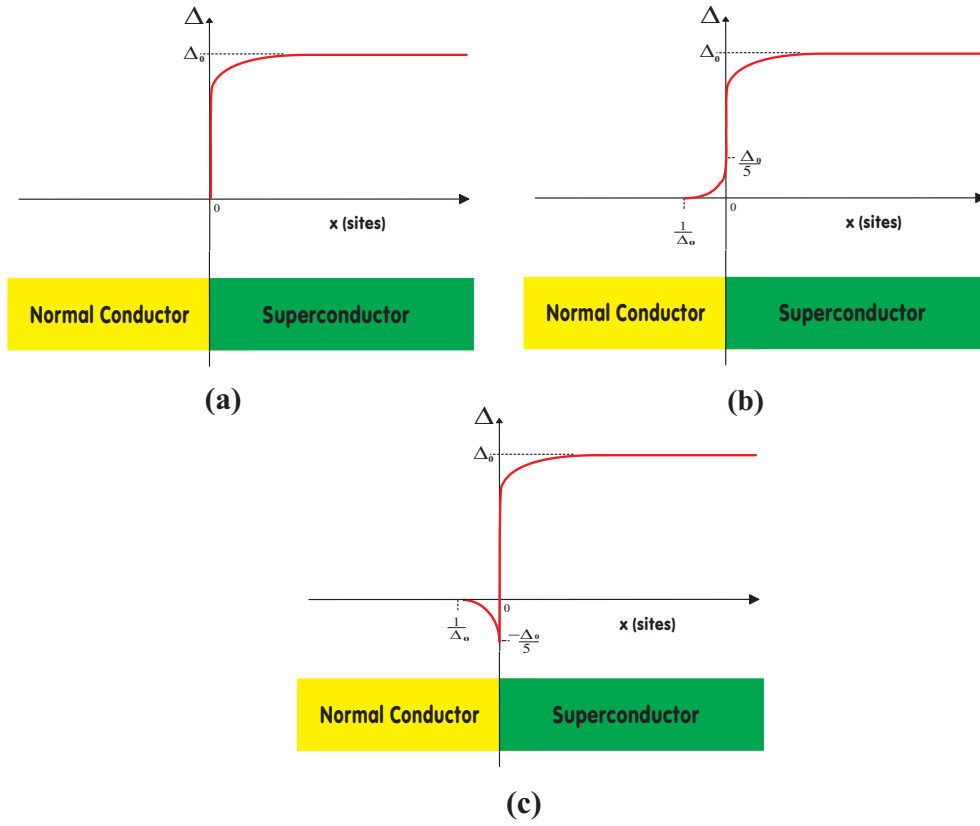 Δ
Δ₀
0
x (sites)
Normal Conductor
Superconductor
(a)
Δ
Δ₀
Δ₀/5
0
1/Δ₀
x (sites)
Normal Conductor
Superconductor
(b)
Δ
Δ₀
0
1/Δ₀
x (sites)
−Δ₀/5
Normal Conductor
Superconductor
(c)